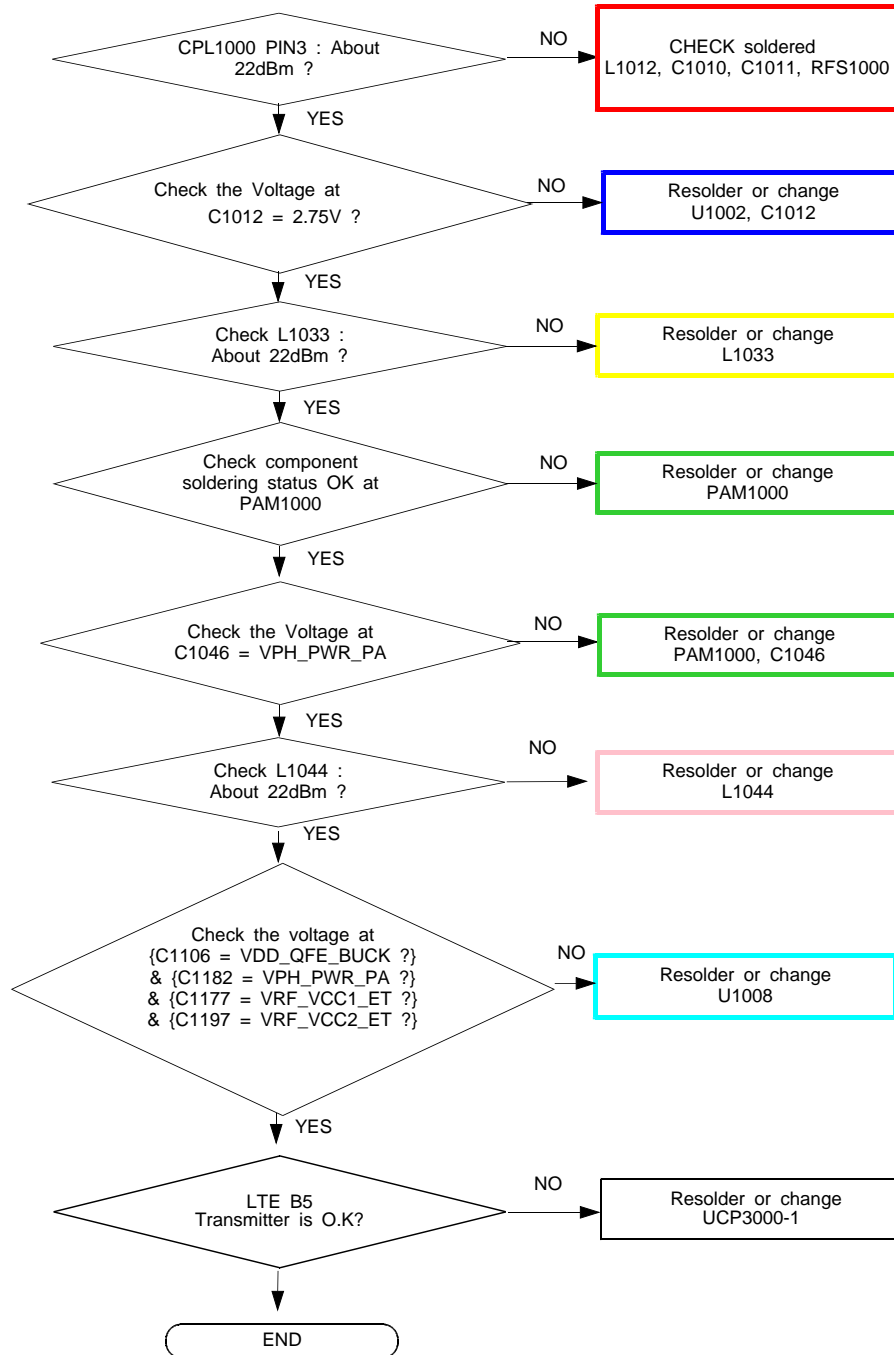 CPL1000 PIN3 : About
22dBm ?
NO
CHECK soldered
L1012, C1010, C1011, RFS1000
YES
Check the Voltage at
C1012 = 2.75V ?
NO
Resolder or change
U1002, C1012
YES
Check L1033 :
About 22dBm ?
NO
Resolder or change
L1033
YES
Check component
soldering status OK at
PAM1000
NO
Resolder or change
PAM1000
YES
Check the Voltage at
C1046 = VPH_PWR_PA
NO
Resolder or change
PAM1000, C1046
YES
Check L1044 :
About 22dBm ?
NO
Resolder or change
L1044
YES
Check the voltage at
{C1106 = VDD_QFE_BUCK ?}
& {C1182 = VPH_PWR_PA ?}
& {C1177 = VRF_VCC1_ET ?}
& {C1197 = VRF_VCC2_ET ?}
NO
Resolder or change
U1008
YES
LTE B5
Transmitter is O.K?
NO
Resolder or change
UCP3000-1
END